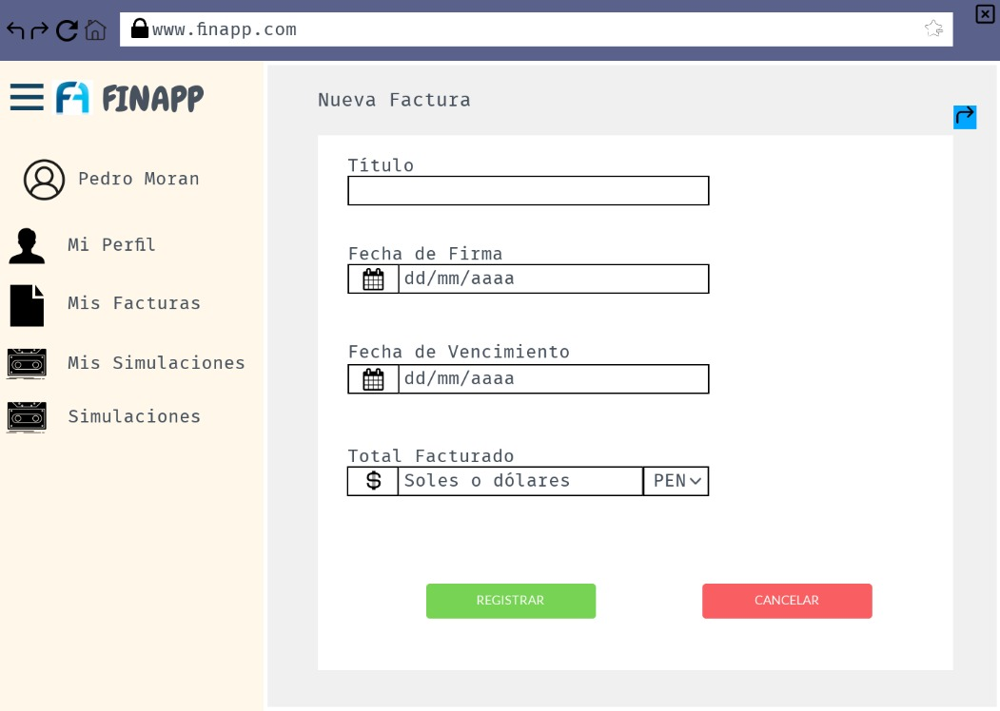 www.finapp.com
FINAPP
Pedro Moran
Mi Perfil
Mis Facturas
Mis Simulaciones
Simulaciones
Nueva Factura
Título
Fecha de Firma
dd/mm/aaaa
Fecha de Vencimiento
dd/mm/aaaa
Total Facturado
$ Soles o dólares PEN
REGISTRAR CANCELAR